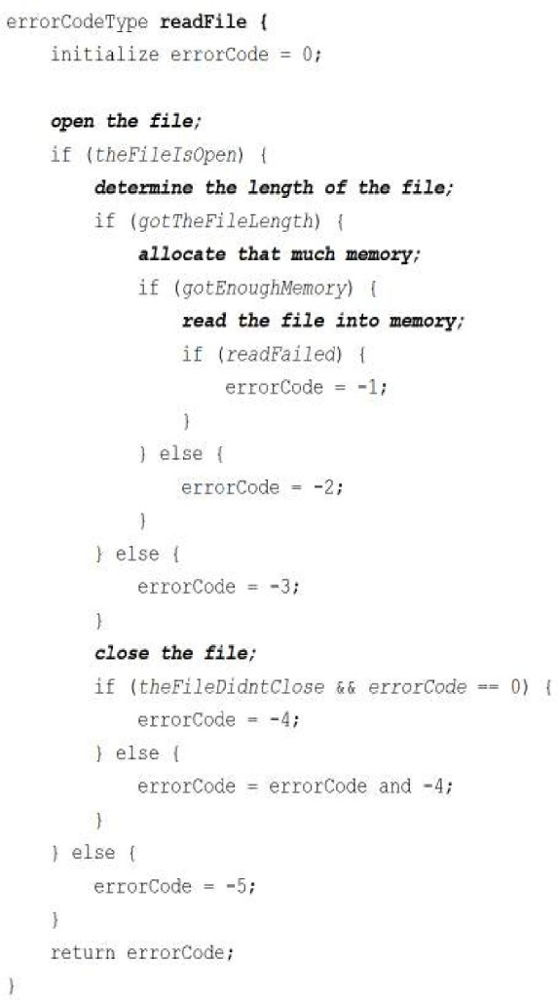 errorCodeType readFile {
    initialize errorCode = 0;

    open the file;
    if (theFileIsOpen) {
        determine the length of the file;
        if (gotTheFileLength) {
            allocate that much memory;
            if (gotEnoughMemory) {
                read the file into memory;
                if (readFailed) {
                    errorCode = -1;
                }
            } else {
                errorCode = -2;
            }
        } else {
            errorCode = -3;
        }
        close the file;
        if (theFileDidntClose && errorCode == 0) {
            errorCode = -4;
        } else {
            errorCode = errorCode and -4;
        }
    } else {
        errorCode = -5;
    }
    return errorCode;
}